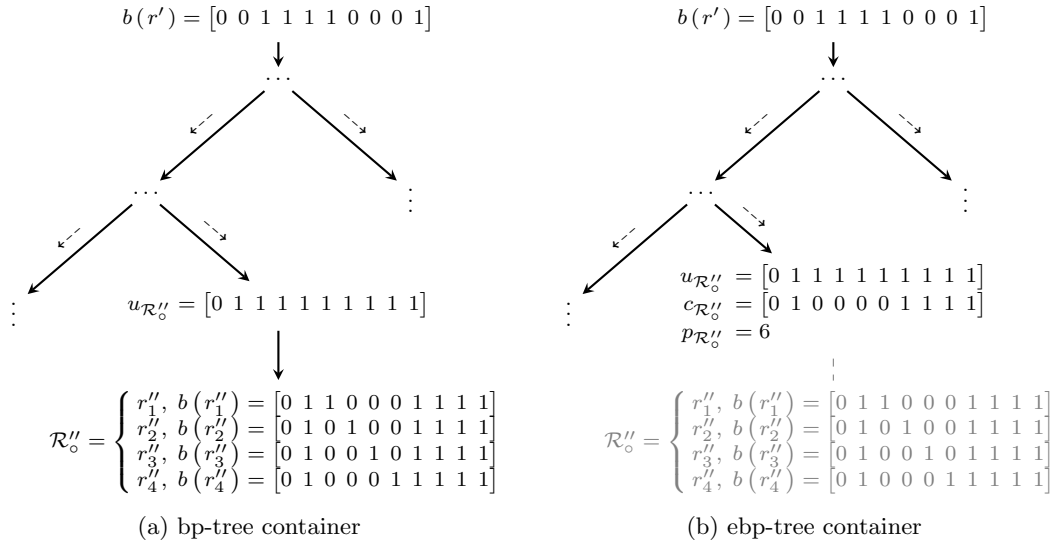 b (r′) = [0 0 1 1 1 1 0 0 0 1]
···
···
⋮
⋮
u_{ℛ″∘} = [0 1 1 1 1 1 1 1 1 1]
ℛ″∘ = {
r″₁, b (r″₁) = [0 1 1 0 0 0 1 1 1 1]
r″₂, b (r″₂) = [0 1 0 1 0 0 1 1 1 1]
r″₃, b (r″₃) = [0 1 0 0 1 0 1 1 1 1]
r″₄, b (r″₄) = [0 1 0 0 0 1 1 1 1 1]
(a) bp-tree container
b (r′) = [0 0 1 1 1 1 0 0 0 1]
···
···
⋮
⋮
u_{ℛ″∘} = [0 1 1 1 1 1 1 1 1 1]
c_{ℛ″∘} = [0 1 0 0 0 0 1 1 1 1]
p_{ℛ″∘} = 6
ℛ″∘ = {
r″₁, b (r″₁) = [0 1 1 0 0 0 1 1 1 1]
r″₂, b (r″₂) = [0 1 0 1 0 0 1 1 1 1]
r″₃, b (r″₃) = [0 1 0 0 1 0 1 1 1 1]
r″₄, b (r″₄) = [0 1 0 0 0 1 1 1 1 1]
(b) ebp-tree container